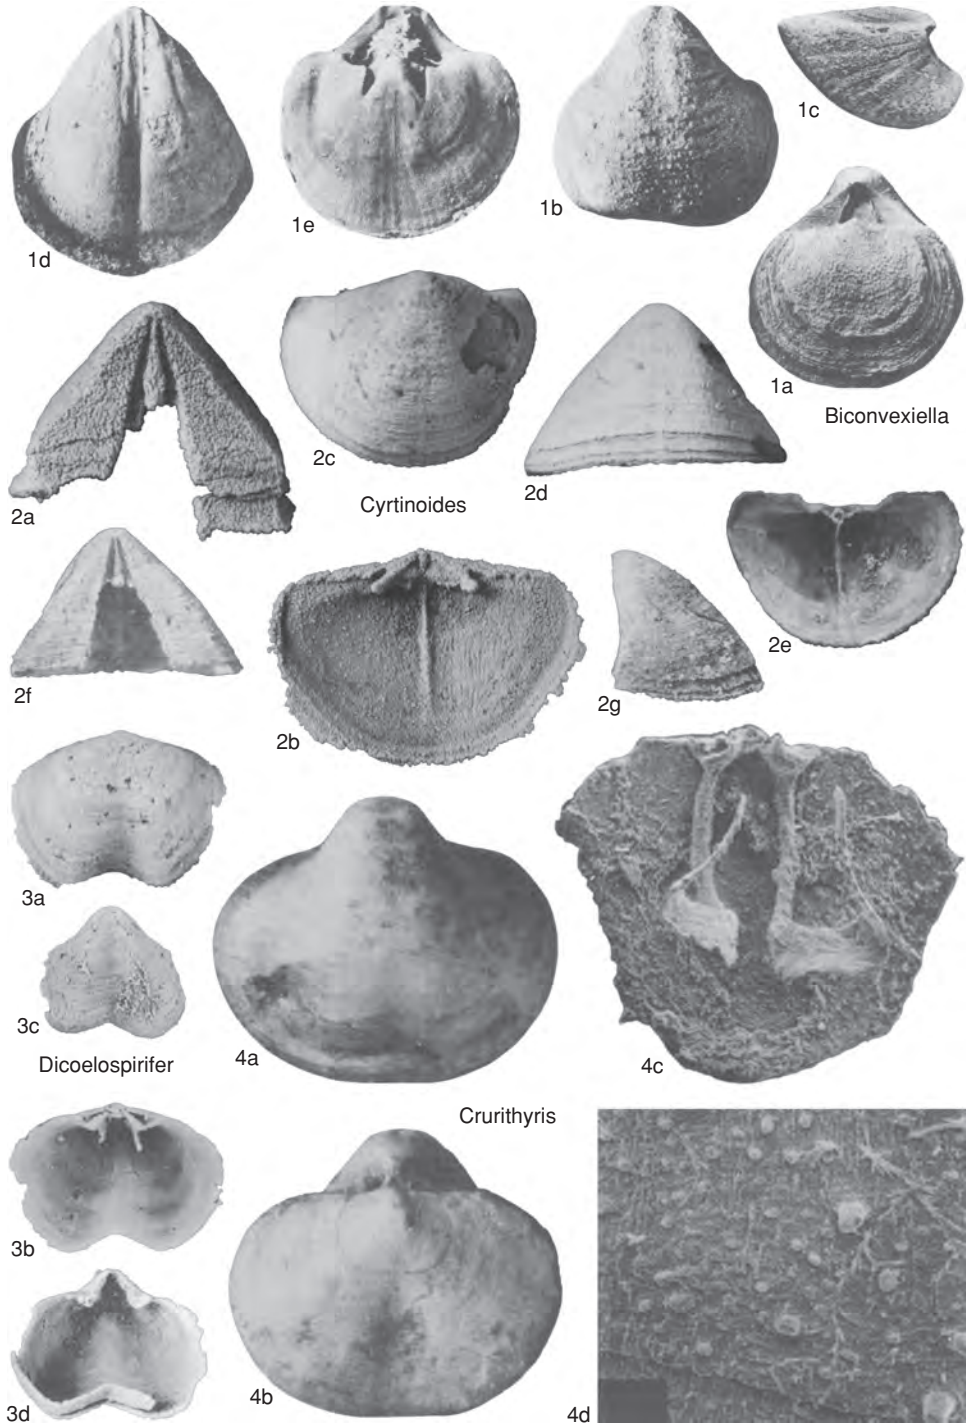 1d
1e
1b
1c
1a
Biconvexiella
2a
2c
2d
Cyrtinoides
2e
2f
2b
2g
3a
3c
Dicoelospirifer
4a
4c
Crurithyris
3b
3d
4b
4d